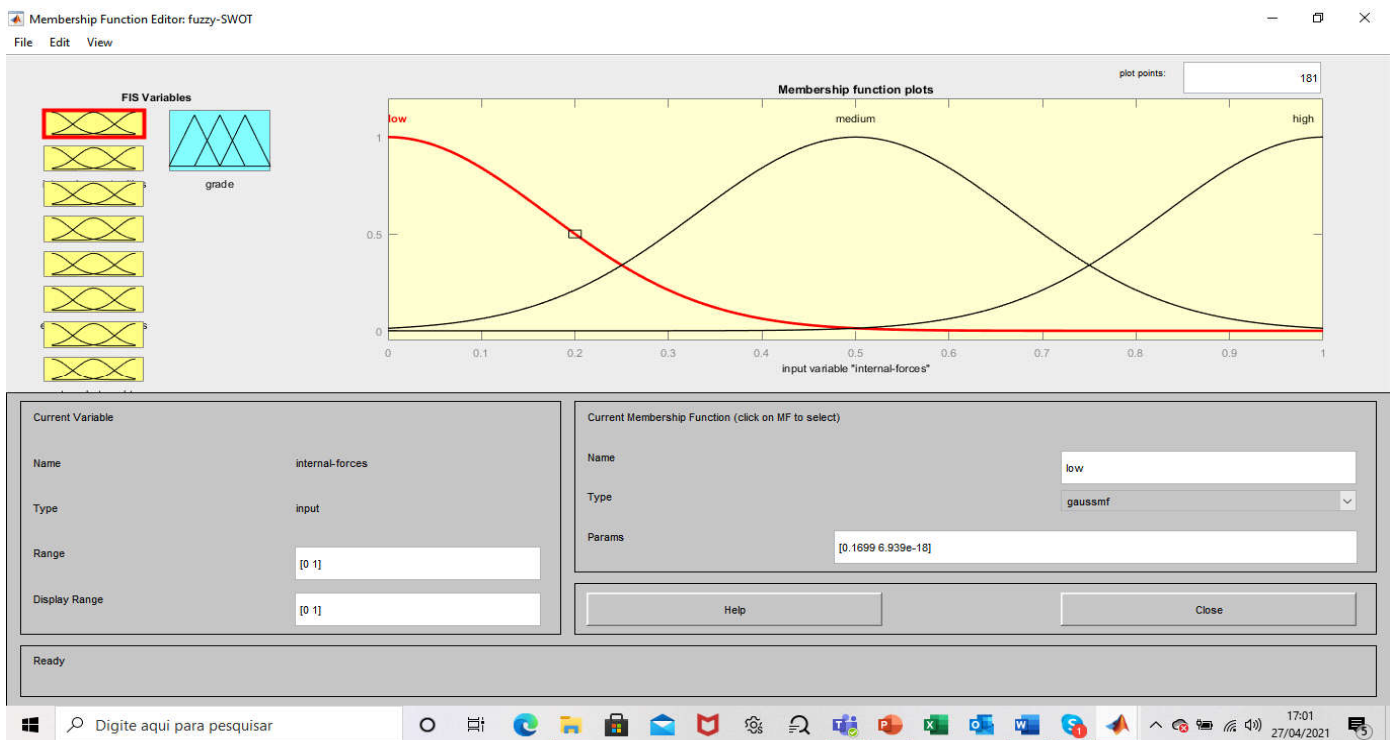 Membership Function Editor: fuzzy-SWOT
File Edit View
FIS Variables
grade
plot points:
181
Membership function plots
low
medium
high
1
0.5
0
0
0.1
0.2
0.3
0.4
0.5
0.6
0.7
0.8
0.9
1
input variable "internal-forces"
Current Variable
Name
internal-forces
Type
input
Range
[0 1]
Display Range
[0 1]
Current Membership Function (click on MF to select)
Name
low
Type
gaussmf
Params
[0.1699 6.939e-18]
Help
Close
Ready
Digite aqui para pesquisar
17:01
27/04/2021